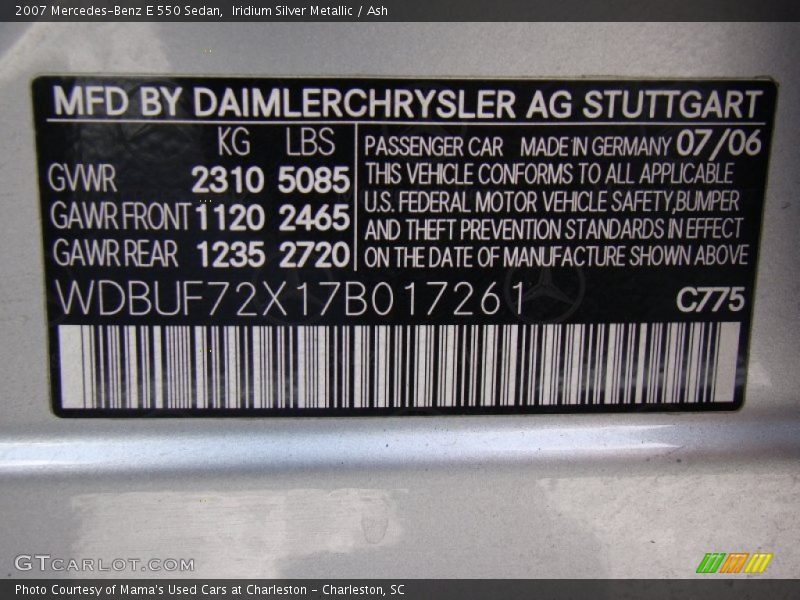 2007 Mercedes-Benz E 550 Sedan, Iridium Silver Metallic / Ash
MFD BY DAIMLERCHRYSLER AG STUTTGART
KG LBS
GVWR 2310 5085
GAWR FRONT 1120 2465
GAWR REAR 1235 2720
PASSENGER CAR MADE IN GERMANY 07/06
THIS VEHICLE CONFORMS TO ALL APPLICABLE
U.S. FEDERAL MOTOR VEHICLE SAFETY,BUMPER
AND THEFT PREVENTION STANDARDS IN EFFECT
ON THE DATE OF MANUFACTURE SHOWN ABOVE
WDBUF72X17B017261 C775
GTCARLOT.COM
Photo Courtesy of Mama's Used Cars at Charleston - Charleston, SC